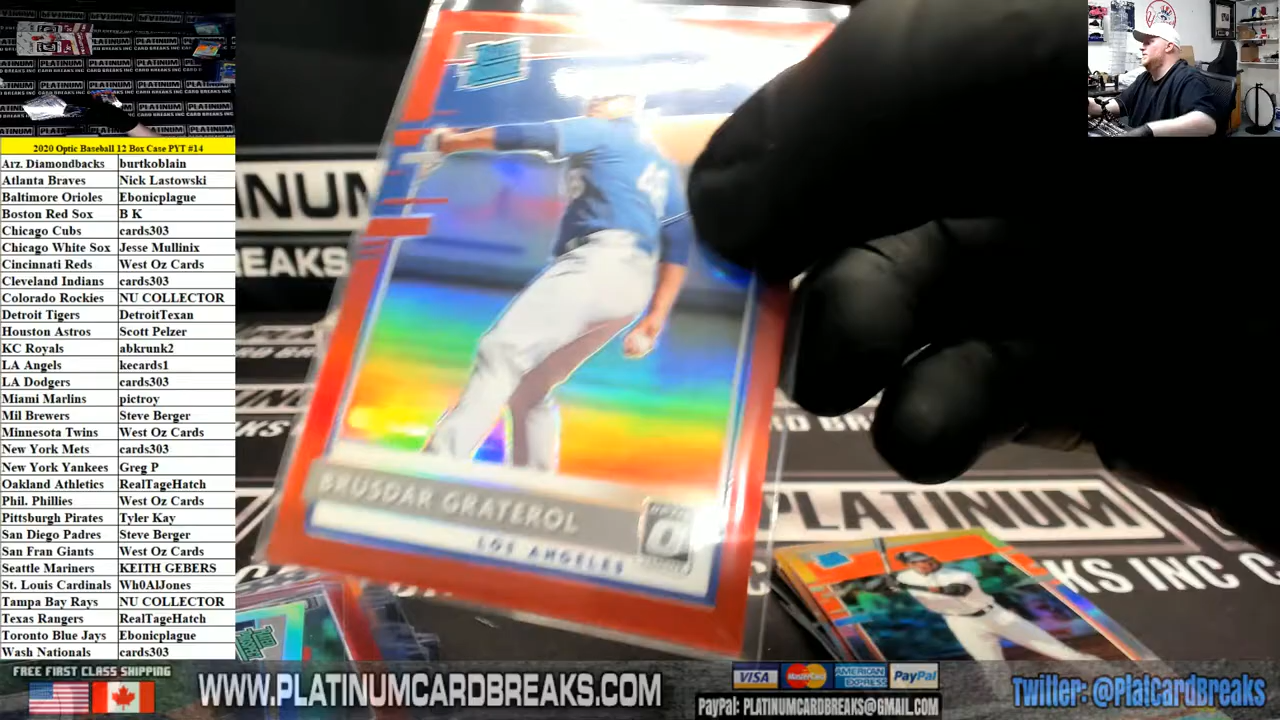 2020 Optic Baseball 12 Box Case PYT #14
Arz. Diamondbacks burtkoblain
Atlanta Braves Nick Lastowski
Baltimore Orioles Ebonicplague
Boston Red Sox B K
Chicago Cubs cards303
Chicago White Sox Jesse Mullinix
Cincinnati Reds West Oz Cards
Cleveland Indians cards303
Colorado Rockies NU COLLECTOR
Detroit Tigers DetroitTexan
Houston Astros Scott Pelzer
KC Royals abkrunk2
LA Angels kecards1
LA Dodgers cards303
Miami Marlins pictroy
Mil Brewers Steve Berger
Minnesota Twins West Oz Cards
New York Mets cards303
New York Yankees Greg P
Oakland Athletics RealTageHatch
Phil. Phillies West Oz Cards
Pittsburgh Pirates Tyler Kay
San Diego Padres Steve Berger
San Fran Giants West Oz Cards
Seattle Mariners KEITH GEBERS
St. Louis Cardinals Wh0AlJones
Tampa Bay Rays NU COLLECTOR
Texas Rangers RealTageHatch
Toronto Blue Jays Ebonicplague
Wash Nationals cards303
BRUSDAR GRATEROL
LOS ANGELES
PLATINUM
FREE FIRST CLASS SHIPPING
WWW.PLATINUMCARDBREAKS.COM
VISA MasterCard AMERICAN EXPRESS PayPal
PayPal: PLATINUMCARDBREAKS@GMAIL.COM
Twitter: @PlatCardBreaks